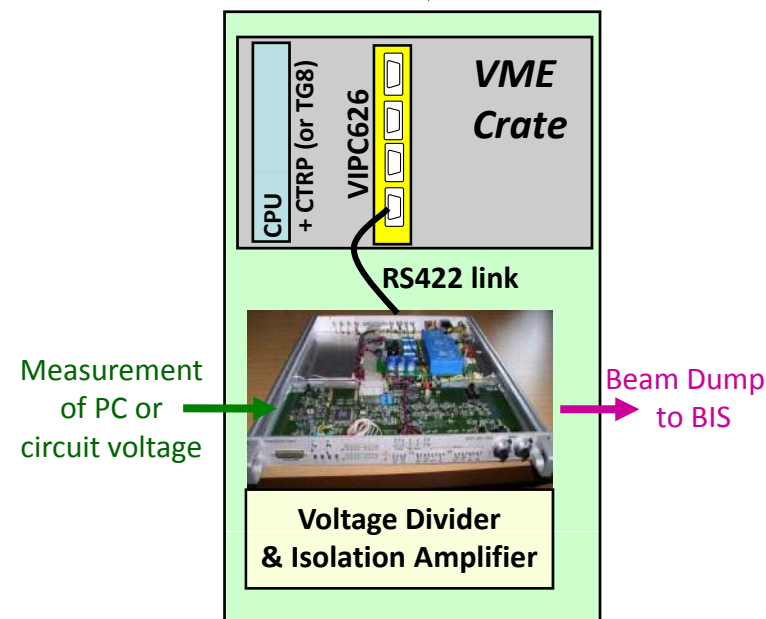 VME
Crate
CPU
+ CTRP (or TG8)
VIPC626
RS422 link
Measurement
of PC or
circuit voltage
Beam Dump
to BIS
Voltage Divider
& Isolation Amplifier